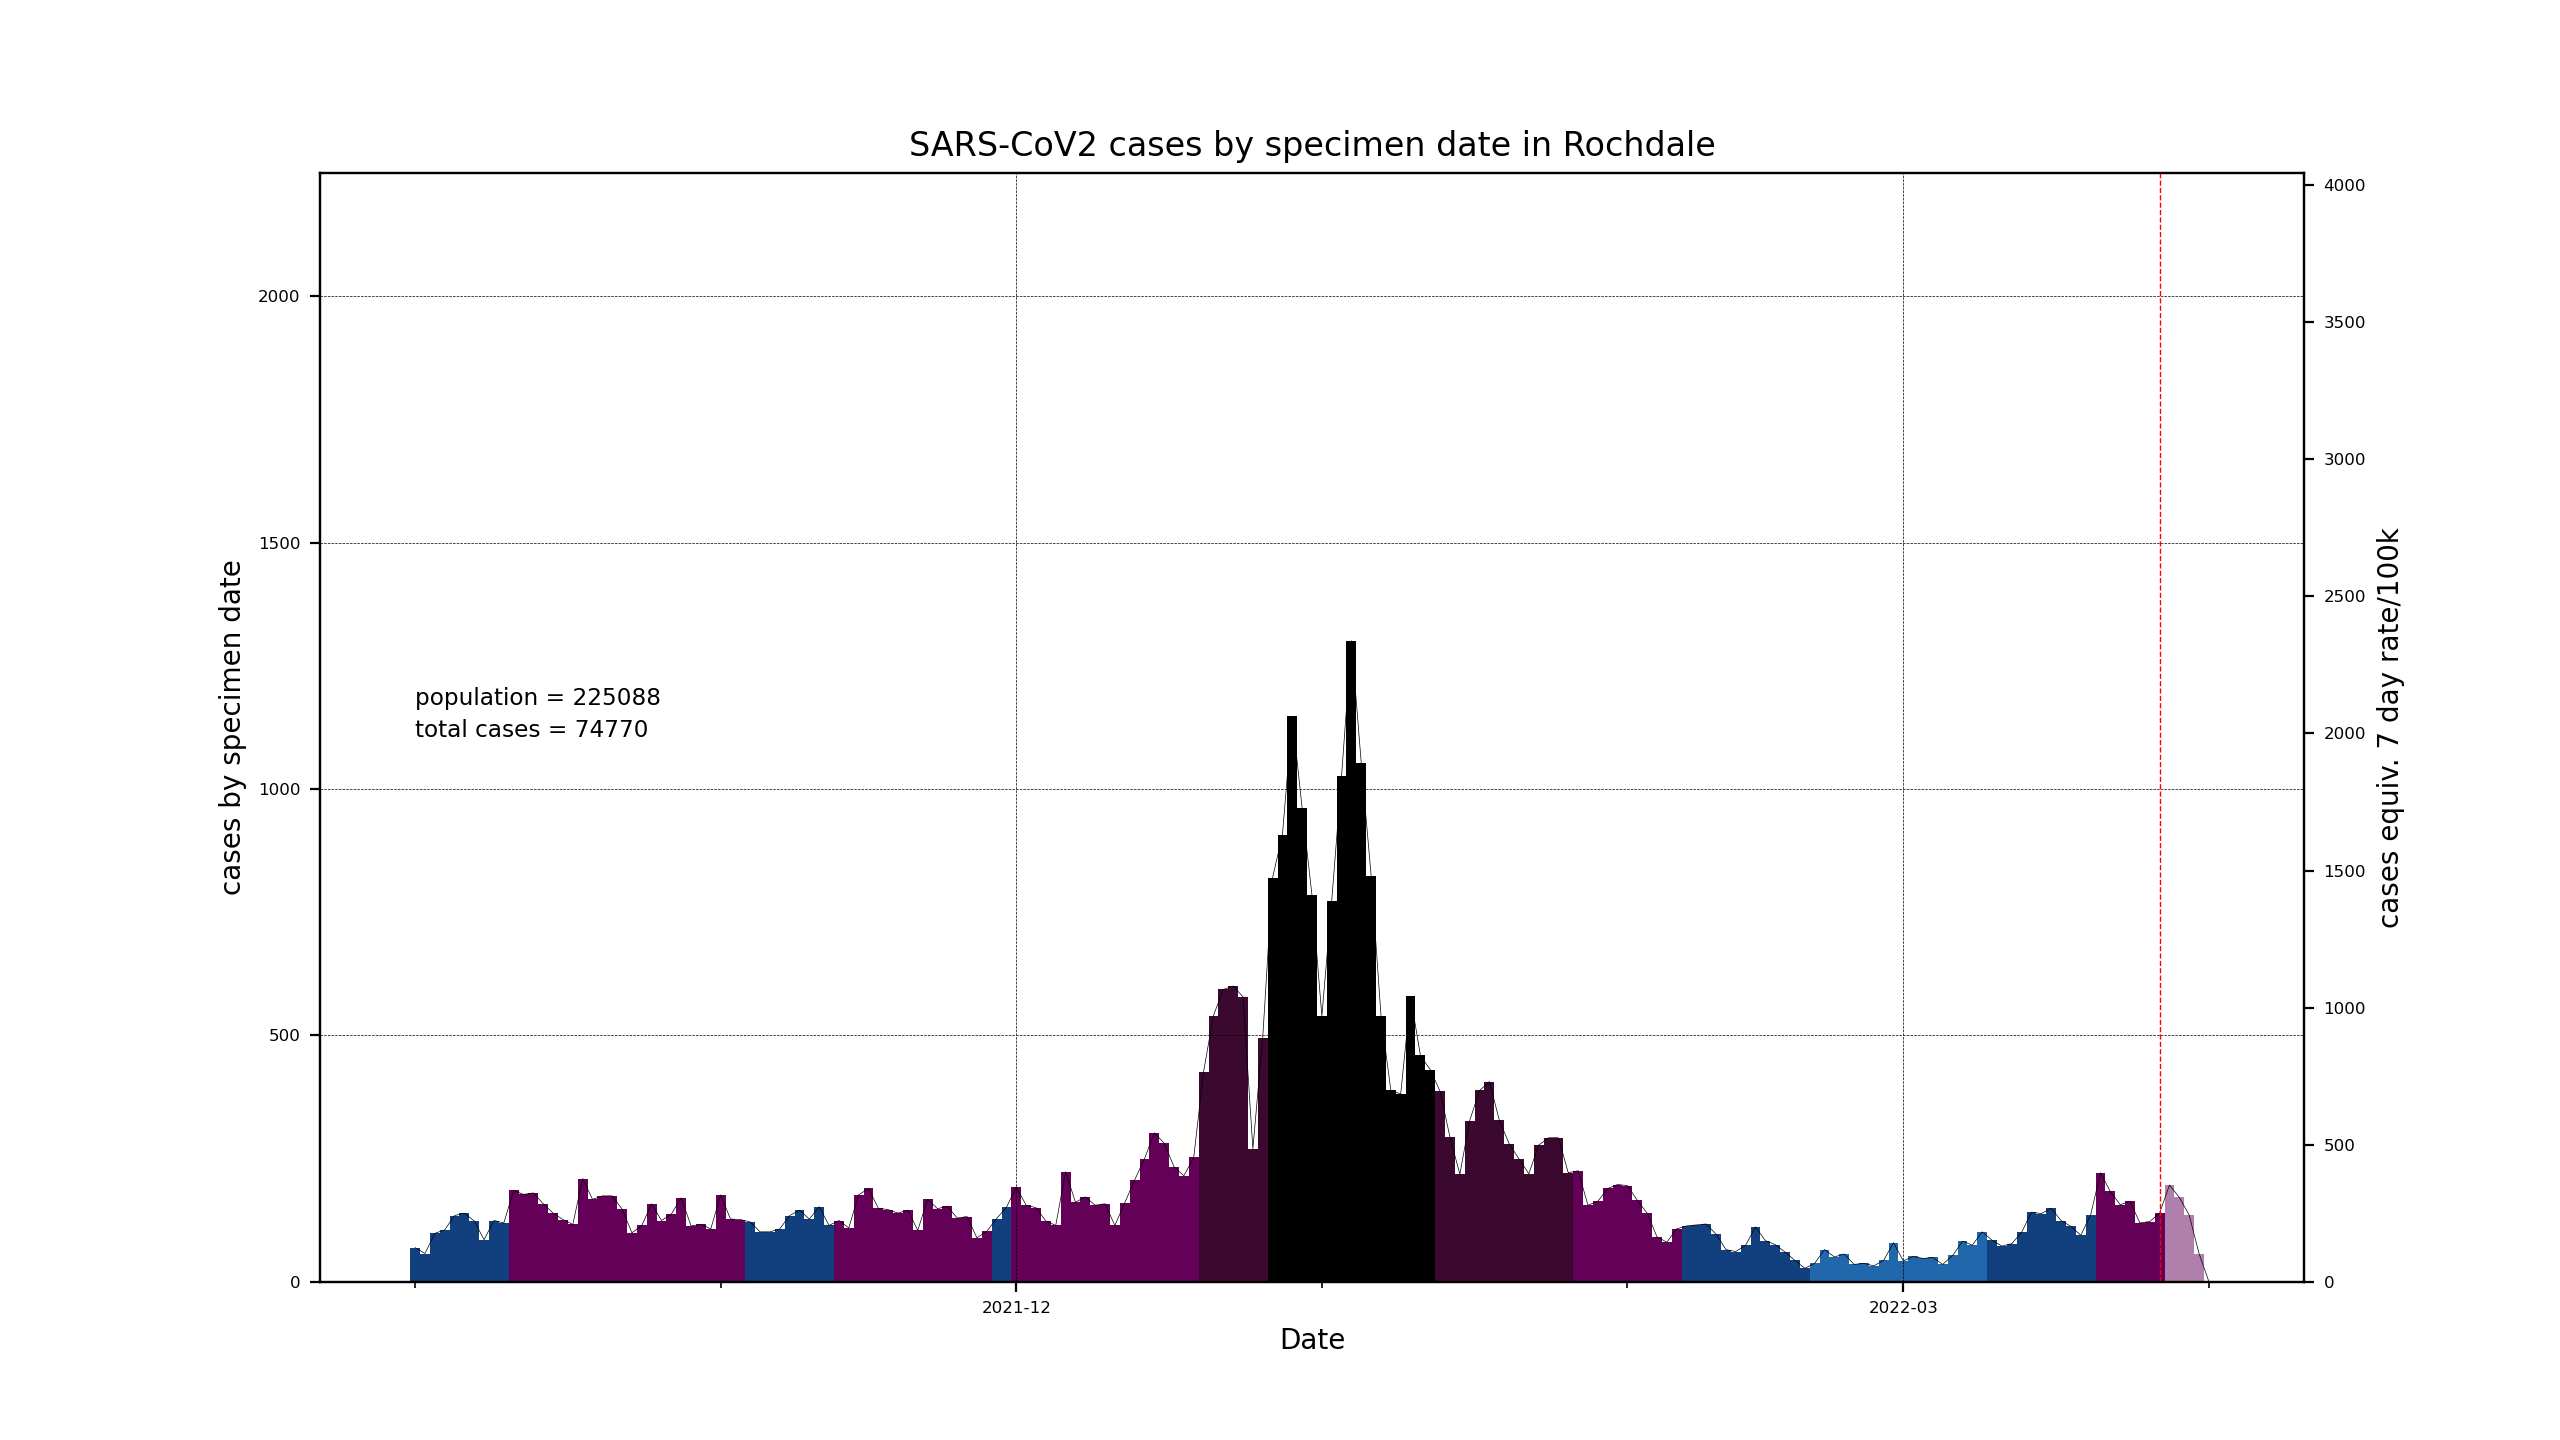 SARS-CoV2 cases by specimen date in Rochdale
cases by specimen date
2000
1500
1000
500
0
population = 225088
total cases = 74770
4000
3500
3000
2500
2000
1500
1000
500
0
cases equiv. 7 day rate/100k
2021-12
2022-03
Date